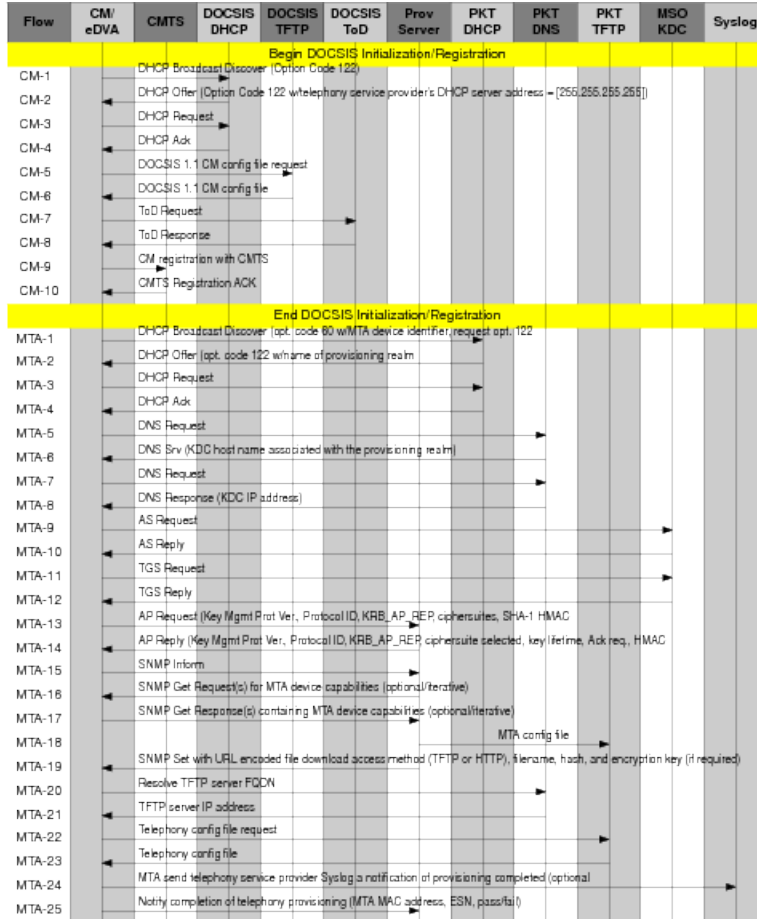 Flow CM/ eDVA CMTS DOCSIS DHCP DOCSIS TFTP DOCSIS ToD Prov Server PKT DHCP PKT DNS PKT TFTP MSO KDC Syslog
Begin DOCSIS Initialization/Registration
CM-1 DHCP Broadcast Discover (Option Code 122)
CM-2 DHCP Offer (Option Code 122 w/telephony service provider's DHCP server address = [255.255.255.255])
CM-3 DHCP Request
CM-4 DHCP Ack
CM-5 DOCSIS 1.1 CM config file request
CM-6 DOCSIS 1.1 CM config file
CM-7 ToD Request
CM-8 ToD Response
CM-9 CM registration with CMTS
CM-10 CMTS Registration ACK
End DOCSIS Initialization/Registration
MTA-1 DHCP Broadcast Discover (opt. code 60 w/MTA device identifier, request opt. 122
MTA-2 DHCP Offer (opt. code 122 w/name of provisioning realm
MTA-3 DHCP Request
MTA-4 DHCP Ack
MTA-5 DNS Request
MTA-6 DNS Srv (KDC host name associated with the provisioning realm)
MTA-7 DNS Request
MTA-8 DNS Response (KDC IP address)
MTA-9 AS Request
MTA-10 AS Reply
MTA-11 TGS Request
MTA-12 TGS Reply
MTA-13 AP Request (Key Mgmt Prot Ver., Protocol ID, KRB_AP_REP, ciphersuites, SHA-1 HMAC
MTA-14 AP Reply (Key Mgmt Prot Ver., Protocol ID, KRB_AP_REP, ciphersuite selected, key lifetime, Ack req., HMAC
MTA-15 SNMP Inform
MTA-16 SNMP Get Request(s) for MTA device capabilities (optional/iterative)
MTA-17 SNMP Get Response(s) containing MTA device capabilities (optional/iterative)
MTA-18 MTA config file
MTA-19 SNMP Set with URL encoded file download access method (TFTP or HTTP), filename, hash, and encryption key (if required)
MTA-20 Resolve TFTP server FQDN
MTA-21 TFTP server IP address
MTA-22 Telephony config file request
MTA-23 Telephony config file
MTA-24 MTA send telephony service provider Syslog a notification of provisioning completed (optional
MTA-25 Notify completion of telephony provisioning (MTA MAC address, ESN, pass/fail)